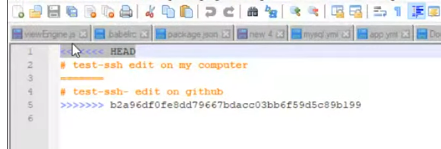 viewEngine.js babelrc package.json new 4 mysql.yml app.yml Do
1 <<<<<<< HEAD
2 # test-ssh edit on my computer
3 =======
4 # test-ssh- edit on github
5 >>>>>>> b2a96df0fe8dd79667bdacc03bb6f59d5c89b199
6